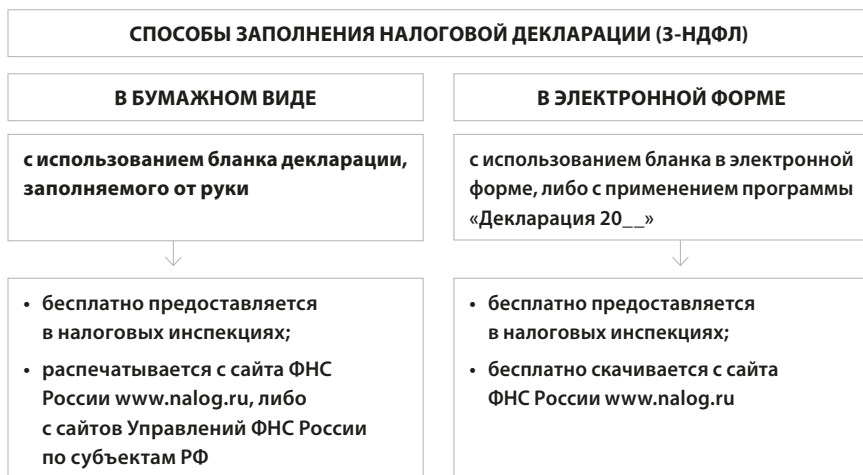 СПОСОБЫ ЗАПОЛНЕНИЯ НАЛОГОВОЙ ДЕКЛАРАЦИИ (3-НДФЛ)
В БУМАЖНОМ ВИДЕ
с использованием бланка декларации,
заполняемого от руки
• бесплатно предоставляется
в налоговых инспекциях;
• распечатывается с сайта ФНС
России www.nalog.ru, либо
с сайтов Управлений ФНС России
по субъектам РФ
В ЭЛЕКТРОННОЙ ФОРМЕ
с использованием бланка в электронной
форме, либо с применением программы
«Декларация 20__»
• бесплатно предоставляется
в налоговых инспекциях;
• бесплатно скачивается с сайта
ФНС России www.nalog.ru